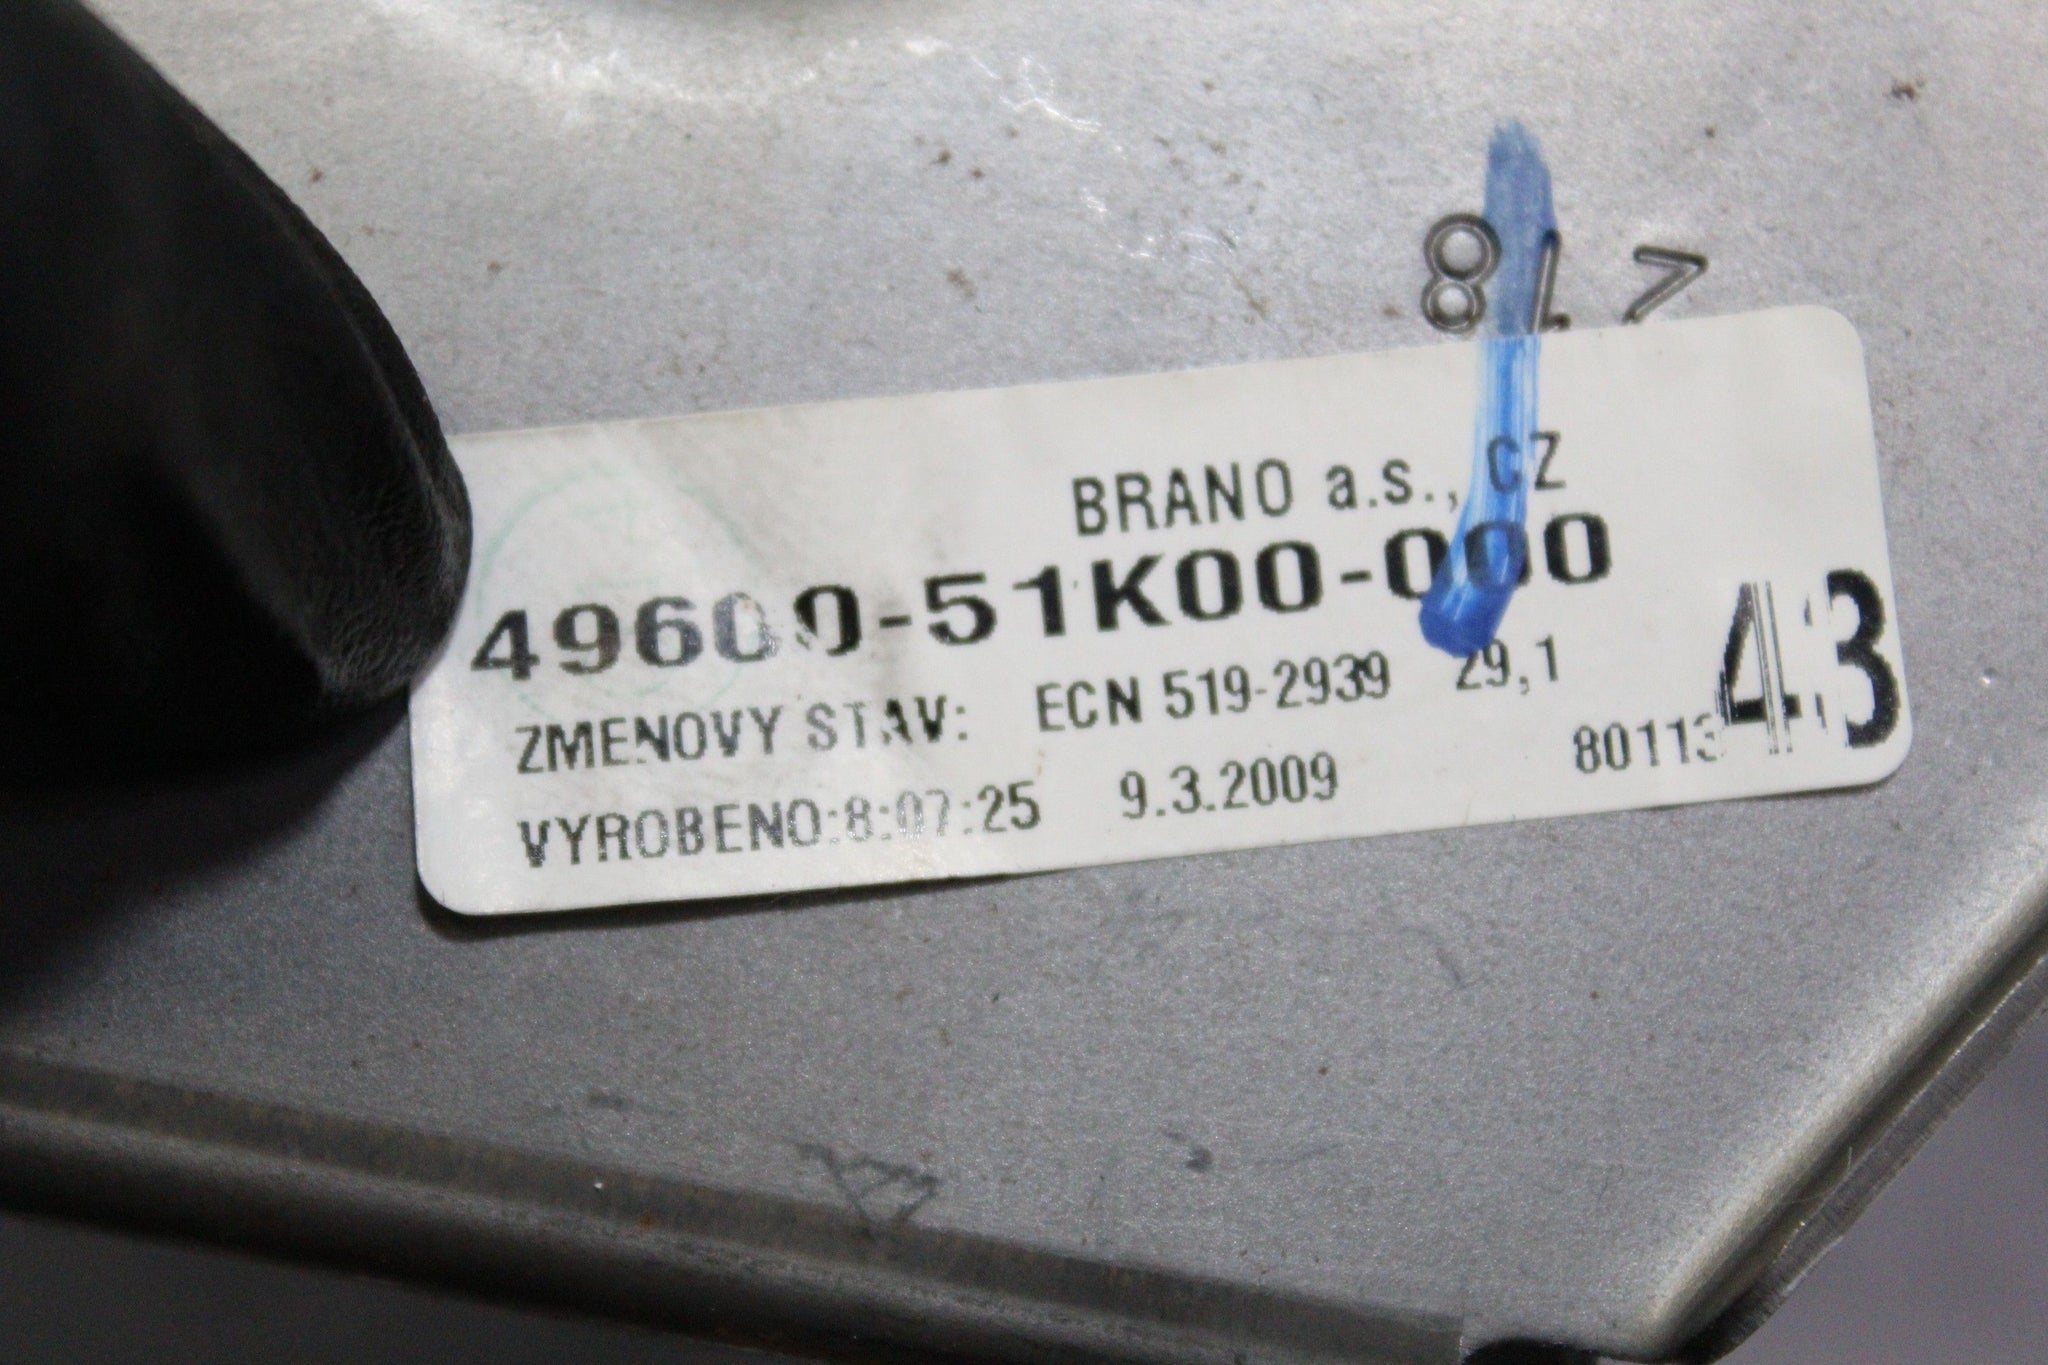 BRANO a.s., CZ
49600-51K00-000
ZMENOVY STAV: ECN 519-2939 29,1
VYROBENO:8:07:25 9.3.2009 80113
43